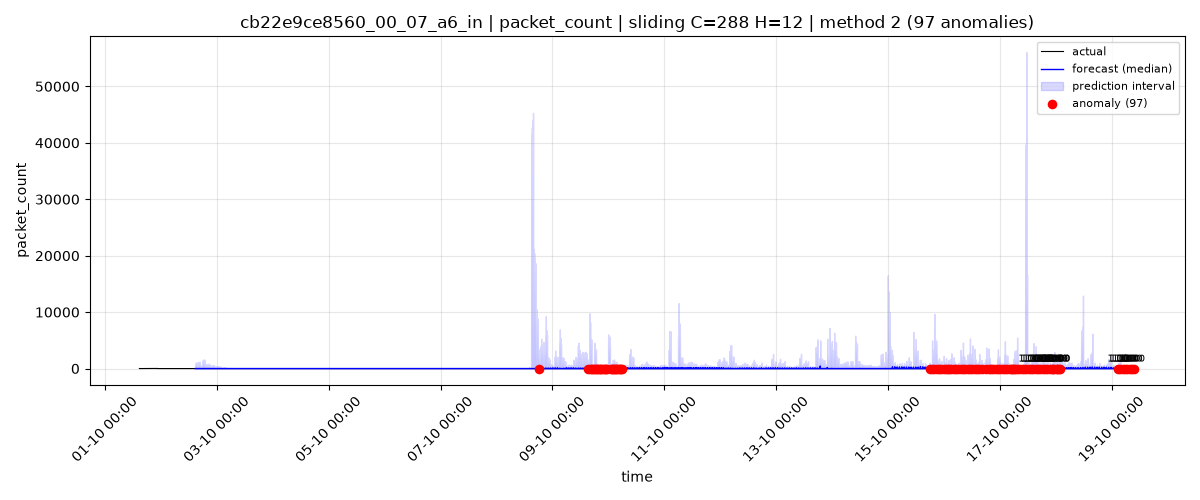 cb22e9ce8560_00_07_a6_in | packet_count | sliding C=288 H=12 | method 2 (97 anomalies)
actual
forecast (median)
prediction interval
anomaly (97)
packet_count
50000
40000
30000
20000
10000
0
01-10 00:00
03-10 00:00
05-10 00:00
07-10 00:00
09-10 00:00
11-10 00:00
13-10 00:00
15-10 00:00
17-10 00:00
19-10 00:00
time